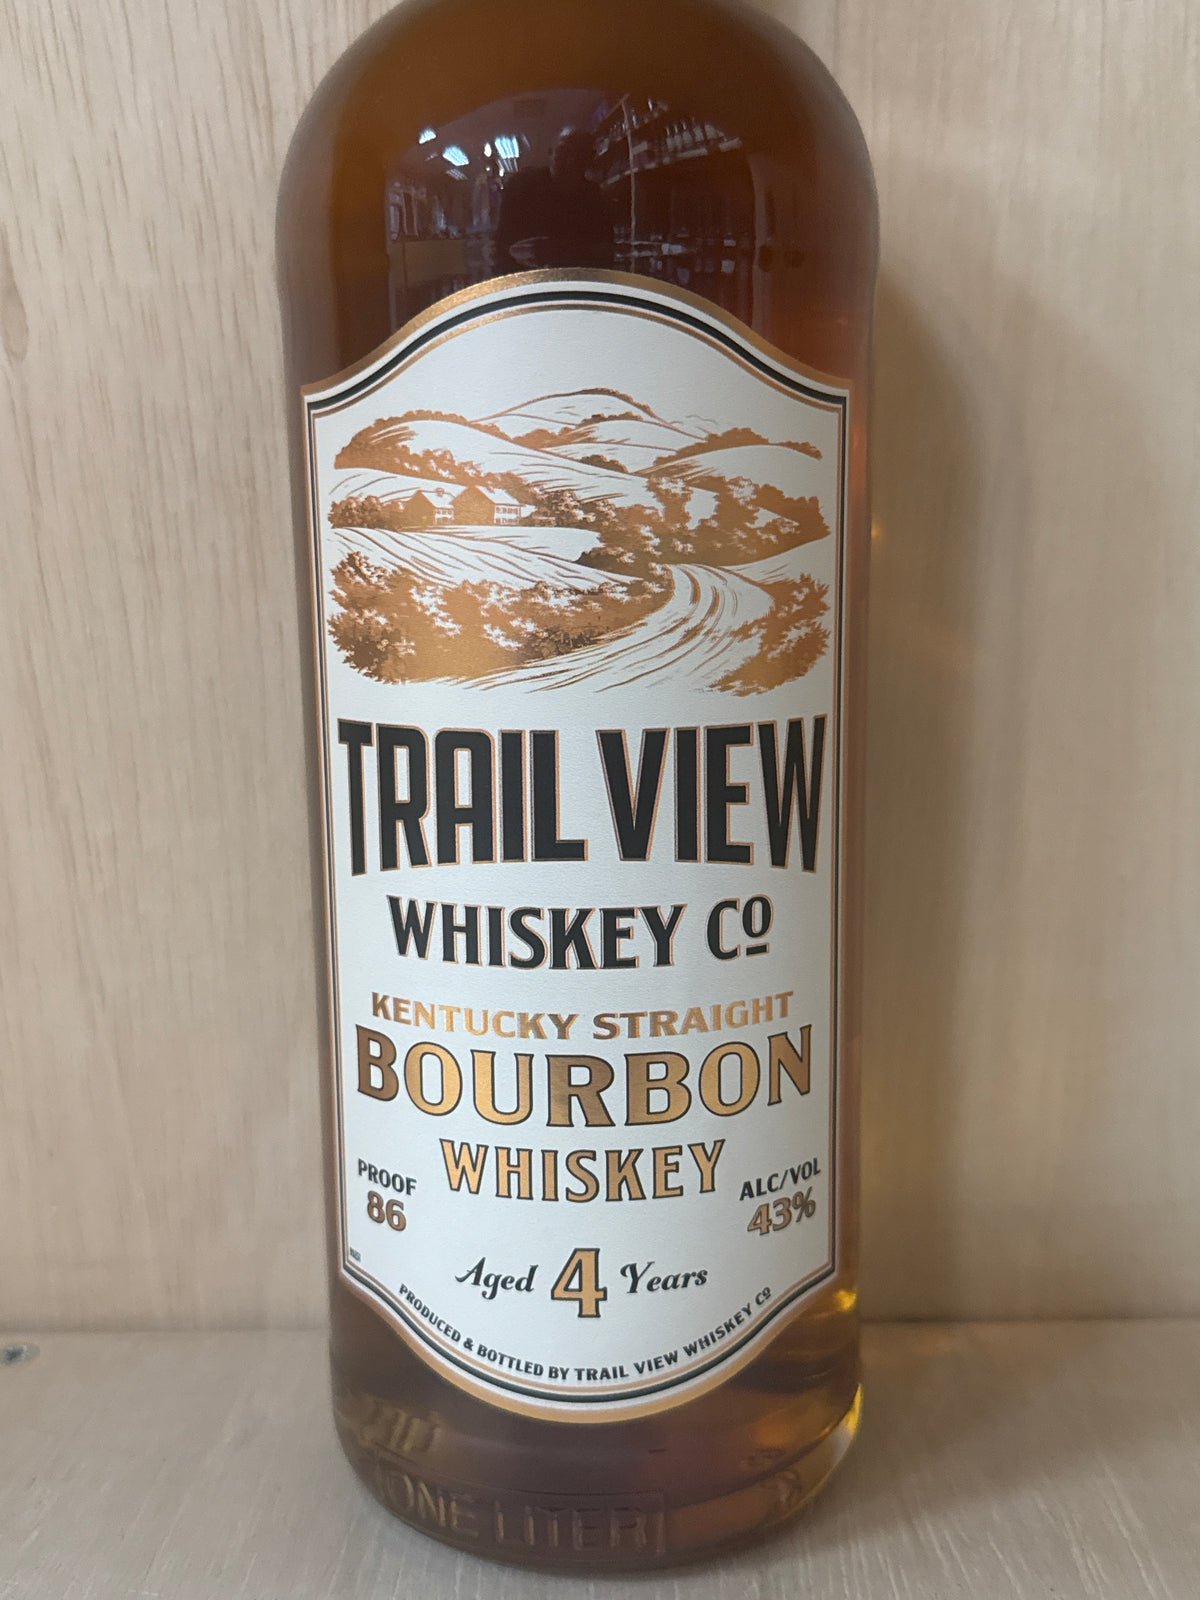 TRAIL VIEW
WHISKEY Co
KENTUCKY STRAIGHT
BOURBON
WHISKEY
PROOF
86
ALC/VOL
43%
Aged 4 Years
PRODUCED & BOTTLED BY TRAIL VIEW WHISKEY Co
ONE LITER